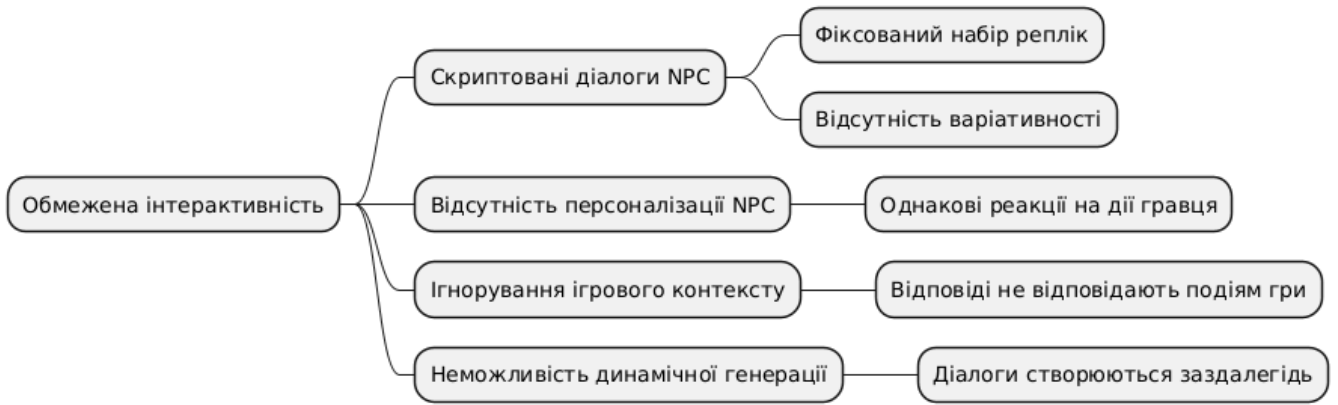 Обмежена інтерактивність
Скриптовані діалоги NPC
Фіксований набір реплік
Відсутність варіативності
Відсутність персоналізації NPC
Однакові реакції на дії гравця
Ігнорування ігрового контексту
Відповіді не відповідають подіям гри
Неможливість динамічної генерації
Діалоги створюються заздалегідь